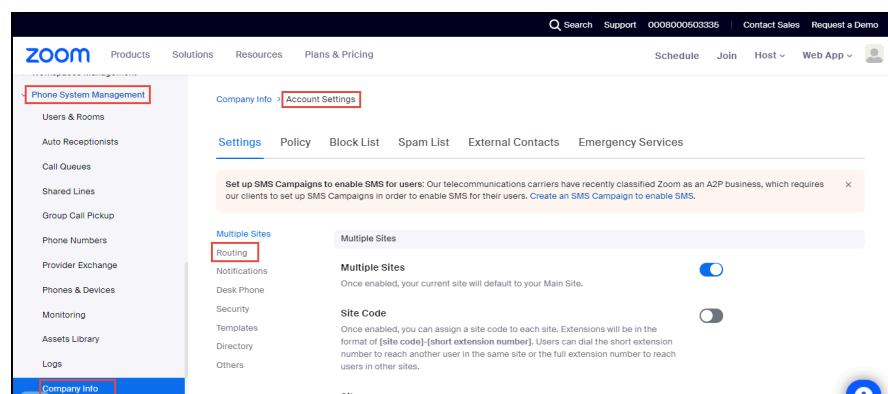 Search Support 0008000503335 Contact Sales Request a Demo
zoom Products Solutions Resources Plans & Pricing Schedule Join Host Web App
Workspaces Management
Phone System Management
Users & Rooms
Auto Receptionists
Call Queues
Shared Lines
Group Call Pickup
Phone Numbers
Provider Exchange
Phones & Devices
Monitoring
Assets Library
Logs
Company Info
Company Info > Account Settings
Settings Policy Block List Spam List External Contacts Emergency Services
Set up SMS Campaigns to enable SMS for users: Our telecommunications carriers have recently classified Zoom as an A2P business, which requires
our clients to set up SMS Campaigns in order to enable SMS for their users. Create an SMS Campaign to enable SMS.
Multiple Sites
Routing
Notifications
Desk Phone
Security
Templates
Directory
Others
Multiple Sites
Multiple Sites
Once enabled, your current site will default to your Main Site.
Site Code
Once enabled, you can assign a site code to each site. Extensions will be in the
format of [site code]-[short extension number]. Users can dial the short extension
number to reach another user in the same site or the full extension number to reach
users in other sites.